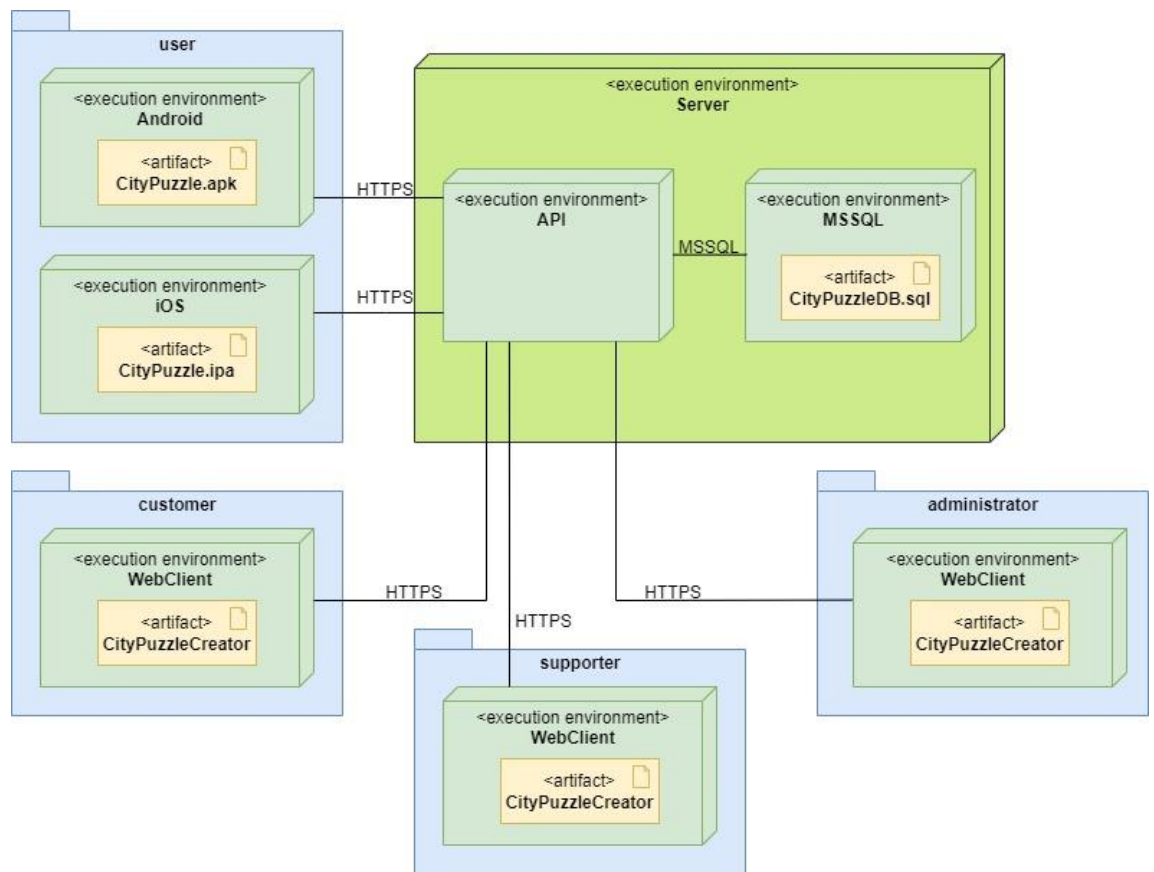 user
<execution environment>
Android
<artifact>
CityPuzzle.apk
<execution environment>
iOS
<artifact>
CityPuzzle.ipa
HTTPS
HTTPS
<execution environment>
Server
<execution environment>
API
MSSQL
<execution environment>
MSSQL
<artifact>
CityPuzzleDB.sql
customer
<execution environment>
WebClient
<artifact>
CityPuzzleCreator
HTTPS
HTTPS
supporter
<execution environment>
WebClient
<artifact>
CityPuzzleCreator
HTTPS
administrator
<execution environment>
WebClient
<artifact>
CityPuzzleCreator